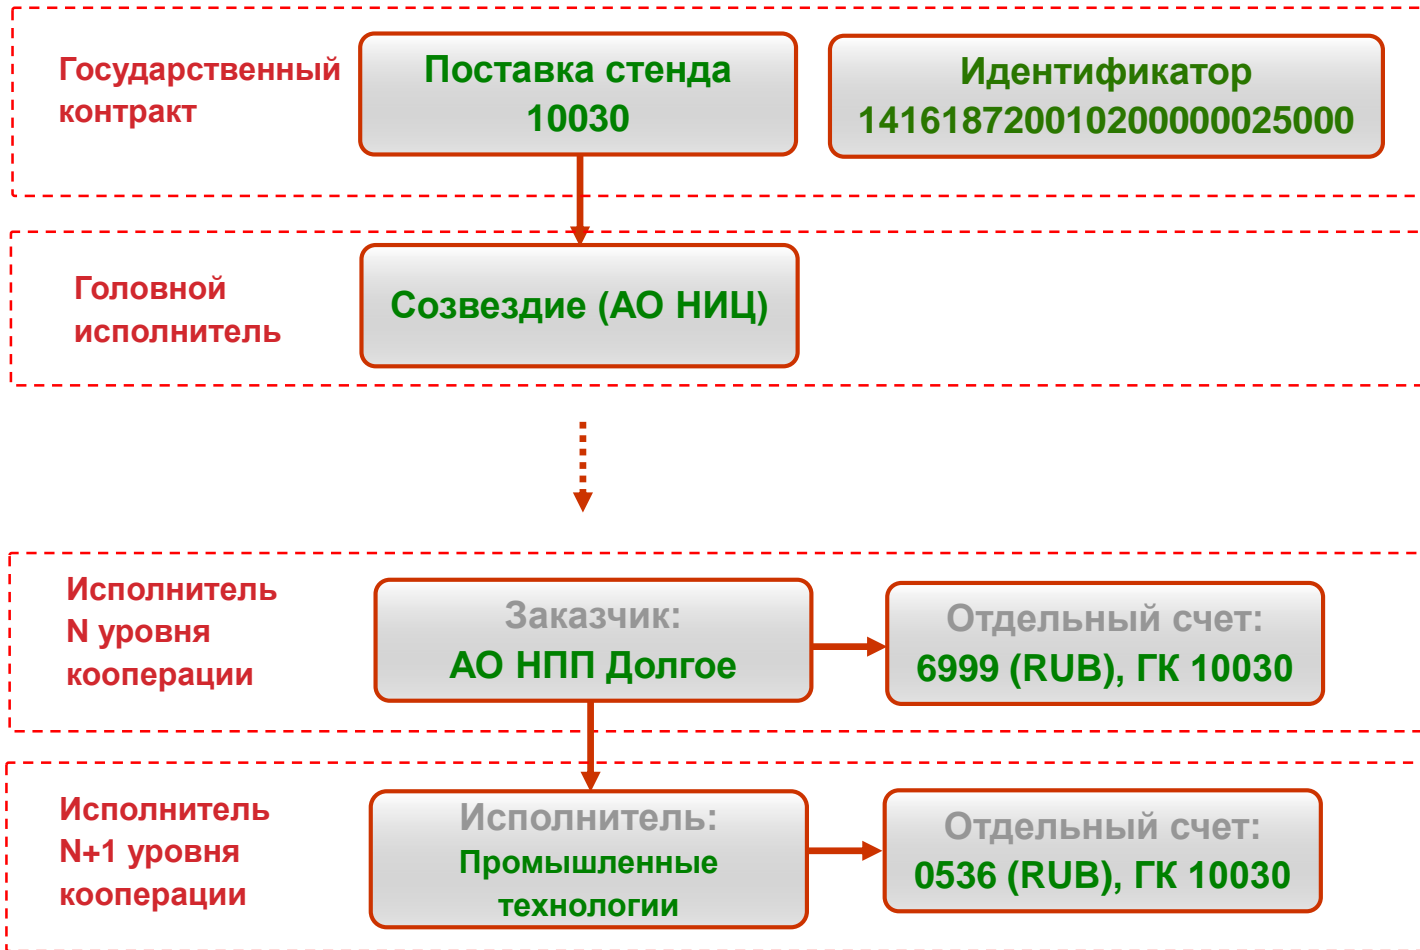 Государственный
контракт
Поставка стенда
10030
Идентификатор
1416187200102000000025000
Головной
исполнитель
Созвездие (АО НИЦ)
Исполнитель
N уровня
кооперации
Заказчик:
АО НПП Долгое
Отдельный счет:
6999 (RUB), ГК 10030
Исполнитель
N+1 уровня
кооперации
Исполнитель:
Промышленные
технологии
Отдельный счет:
0536 (RUB), ГК 10030